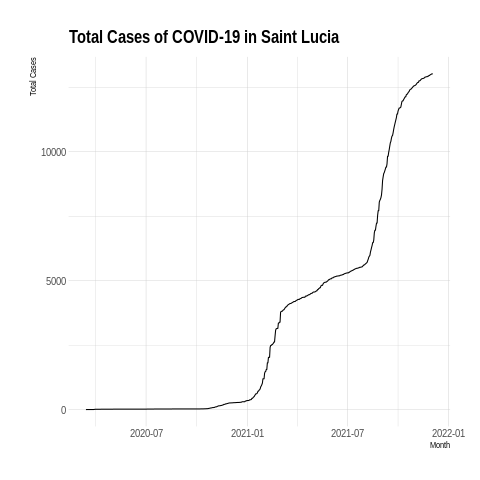 Total Cases of COVID-19 in Saint Lucia
Total Cases
10000
5000
0
2020-07 2021-01 2021-07 2022-01
Month